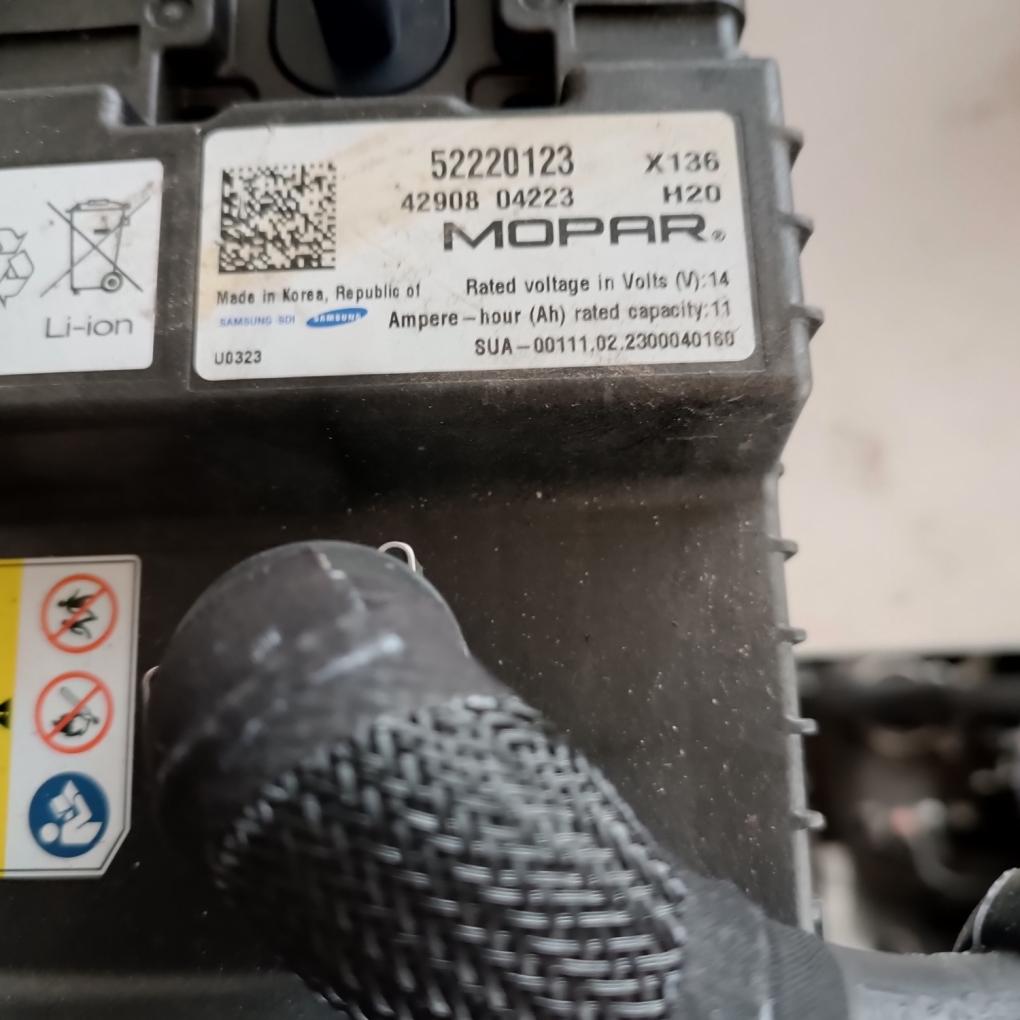 52220123 X136
42908 04223 H20
MOPAR®
Made in Korea, Republic of
SAMSUNG SDI SAMSUNG
U0323
Rated voltage in Volts (V):14
Ampere-hour (Ah) rated capacity:11
SUA-00111.02.2300040160
Li-ion